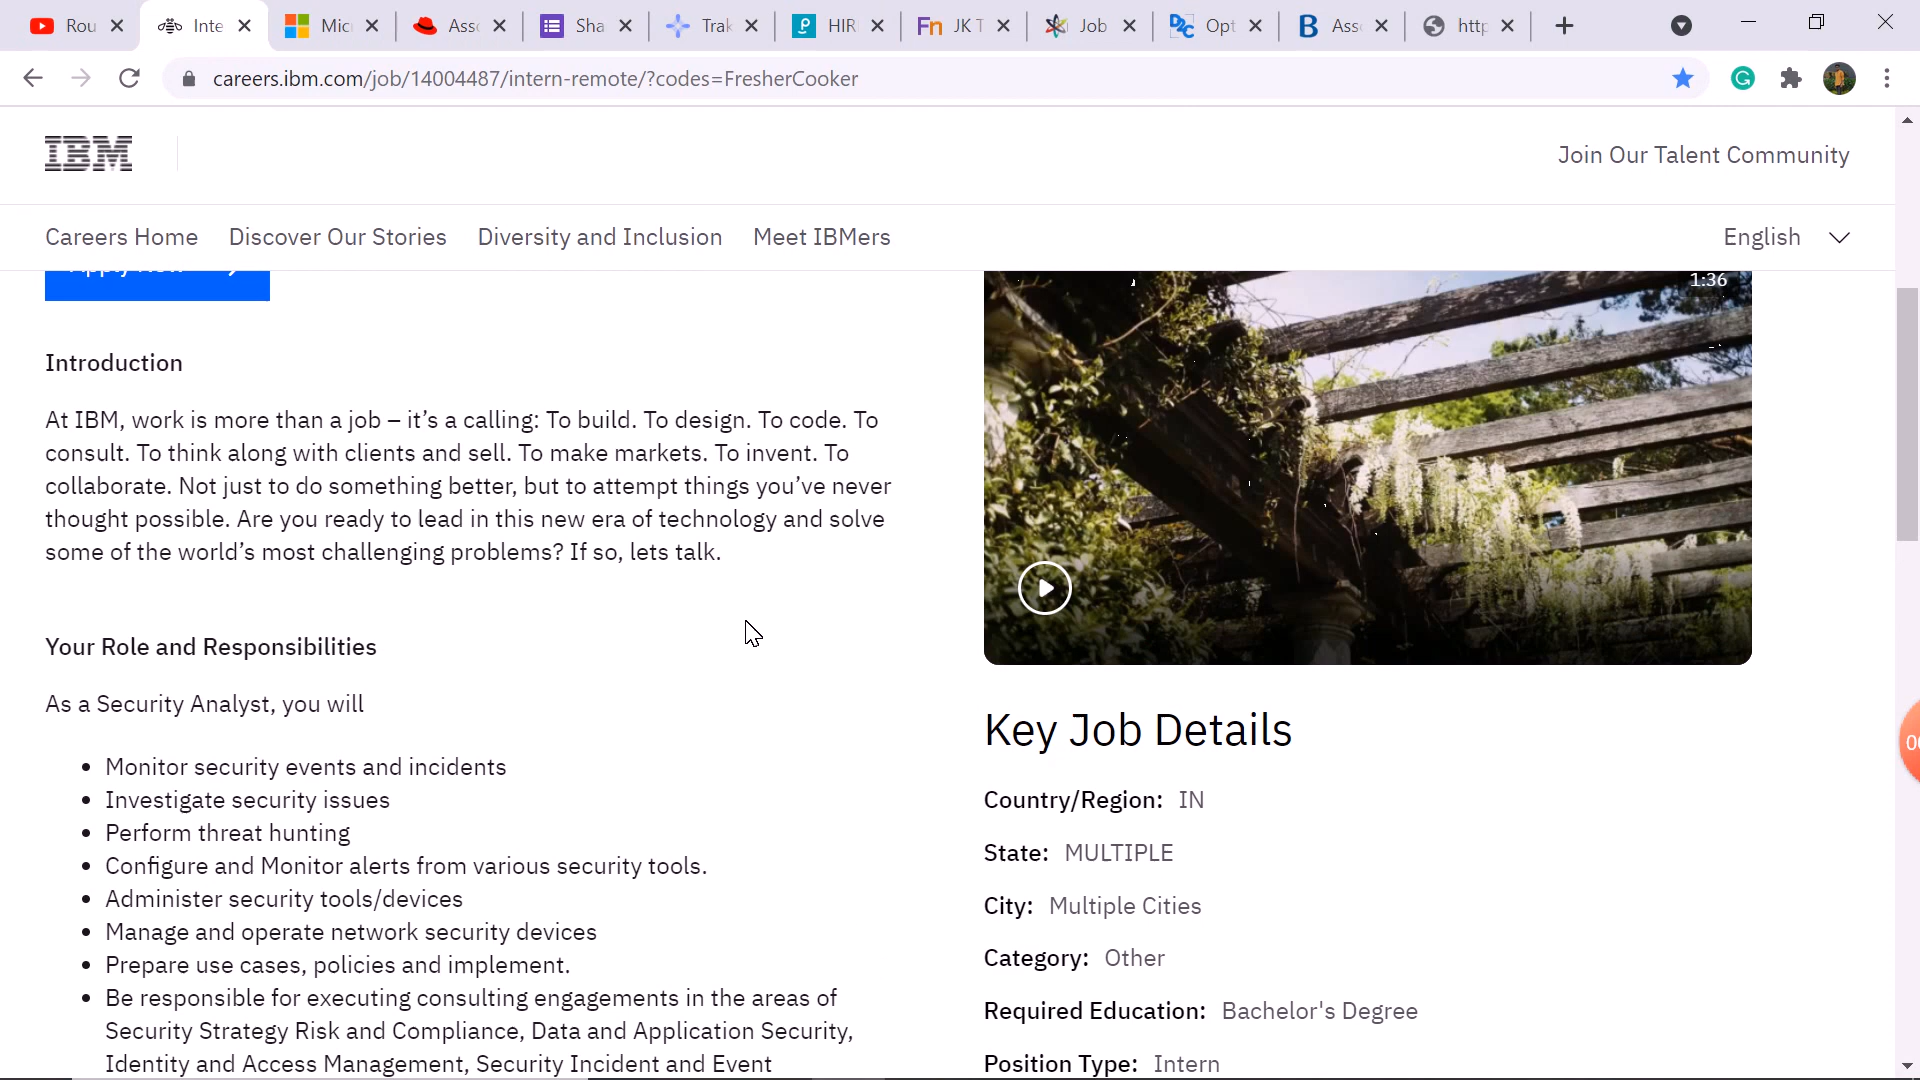 Rou
Inte
Mic
Asso
Sha
Trak
HIRI
JK T
Job
Opt
Asso
http
careers.ibm.com/job/14004487/intern-remote/?codes=FresherCooker
IBM
Join Our Talent Community
Careers Home
Discover Our Stories
Diversity and Inclusion
Meet IBMers
English
Apply Now
1:36
Introduction
At IBM, work is more than a job – it’s a calling: To build. To design. To code. To
consult. To think along with clients and sell. To make markets. To invent. To
collaborate. Not just to do something better, but to attempt things you’ve never
thought possible. Are you ready to lead in this new era of technology and solve
some of the world’s most challenging problems? If so, lets talk.
Your Role and Responsibilities
As a Security Analyst, you will
• Monitor security events and incidents
• Investigate security issues
• Perform threat hunting
• Configure and Monitor alerts from various security tools.
• Administer security tools/devices
• Manage and operate network security devices
• Prepare use cases, policies and implement.
• Be responsible for executing consulting engagements in the areas of
Security Strategy Risk and Compliance, Data and Application Security,
Identity and Access Management, Security Incident and Event
Key Job Details
Country/Region: IN
State: MULTIPLE
City: Multiple Cities
Category: Other
Required Education: Bachelor's Degree
Position Type: Intern